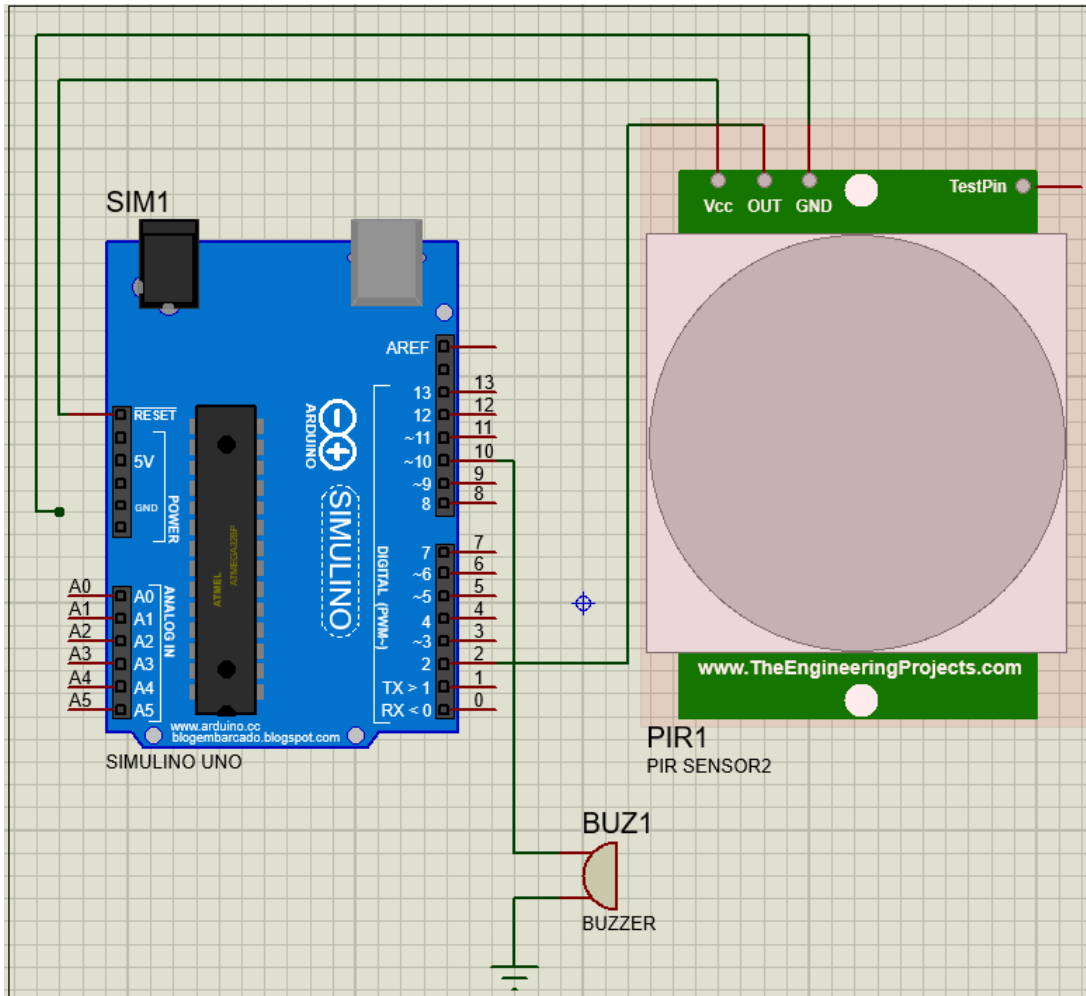 SIM1
Vcc OUT GND
TestPin
AREF
RESET
5V
GND
POWER
13 13
12 12
~11 11
~10 10
~9 9
8 8
7 7
~6 6
~5 5
4 4
~3 3
2 2
TX > 1 1
RX < 0 0
ARDUINO
SIMULINO
DIGITAL (PWM~)
ATMEL
ATMEGA328P
A0 A0
A1 A1
A2 A2
A3 A3
A4 A4
A5 A5
ANALOG IN
www.arduino.cc
blogembarcado.blogspot.com
SIMULINO UNO
www.TheEngineeringProjects.com
PIR1
PIR SENSOR2
BUZ1
BUZZER